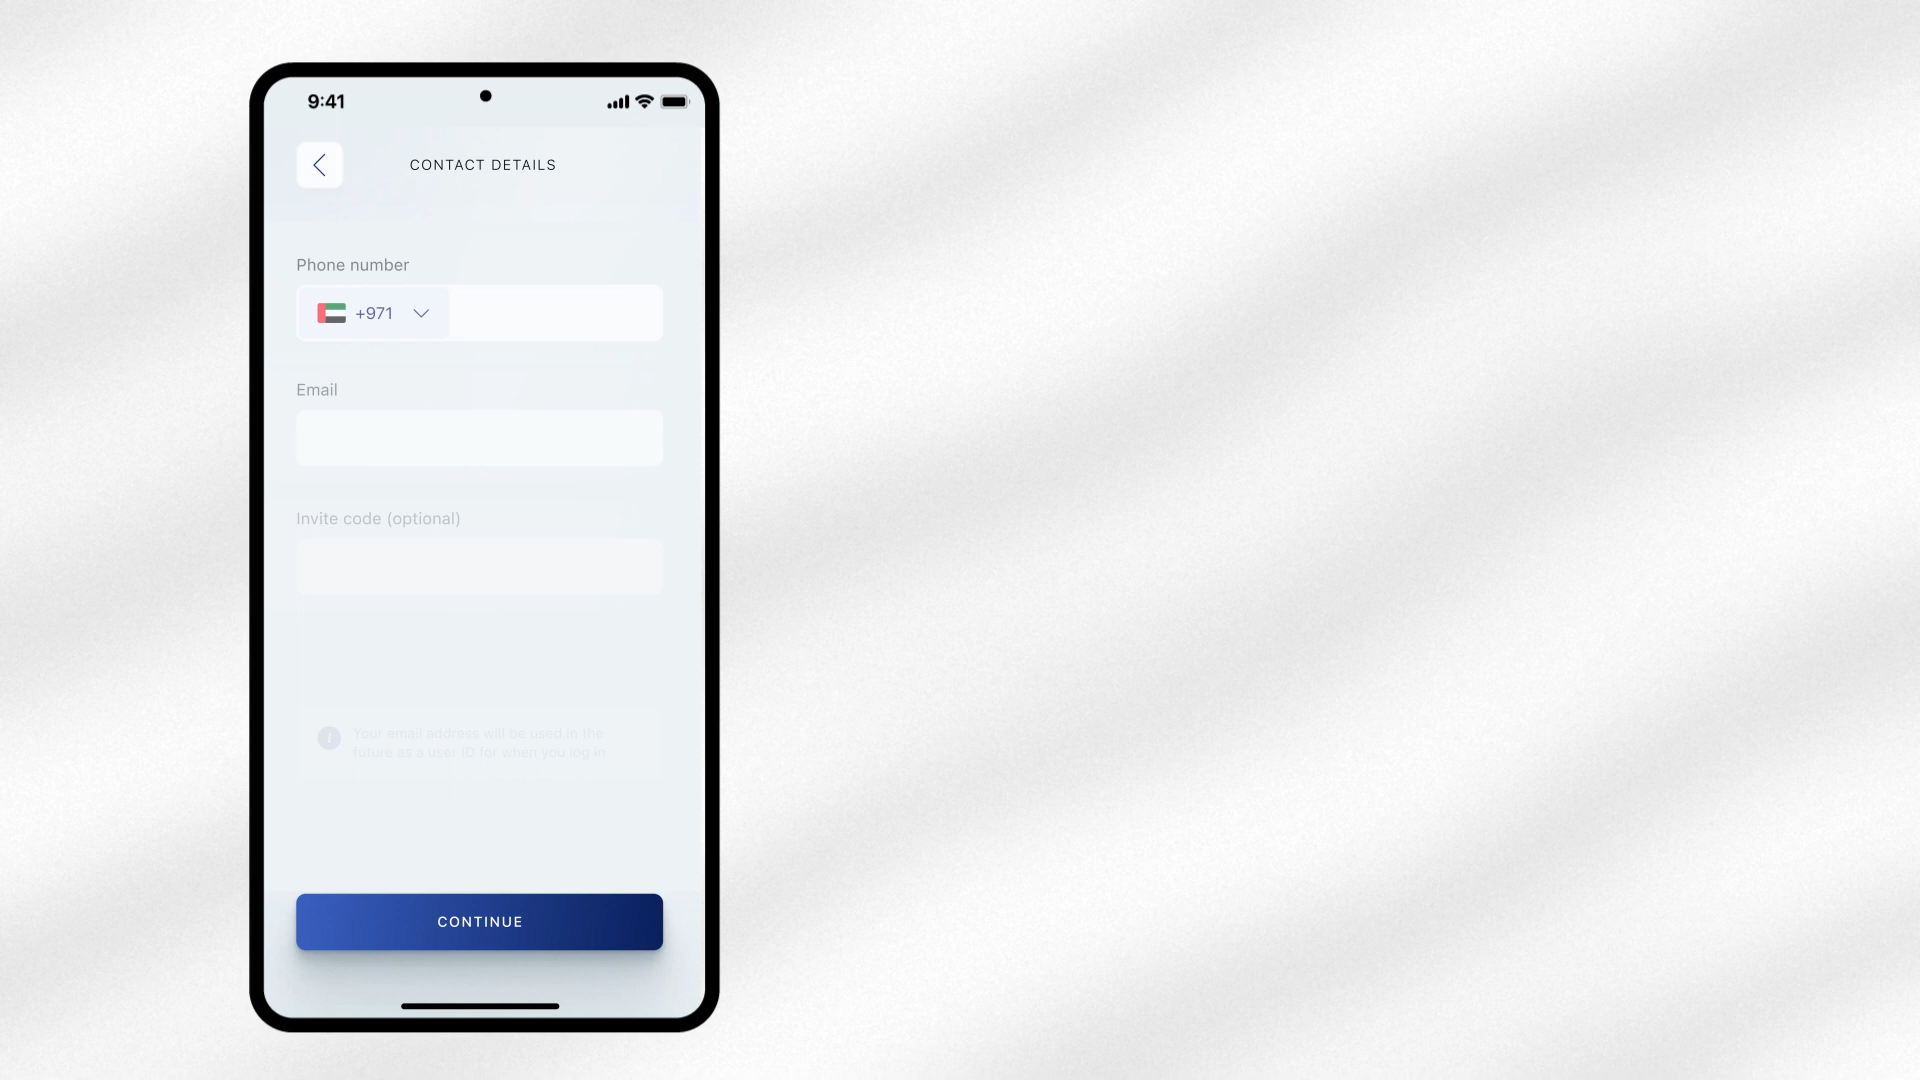 9:41
CONTACT DETAILS
Phone number
+971
Email
Invite code (optional)
Your email address will be used in the
future as a user ID for when you log in
CONTINUE